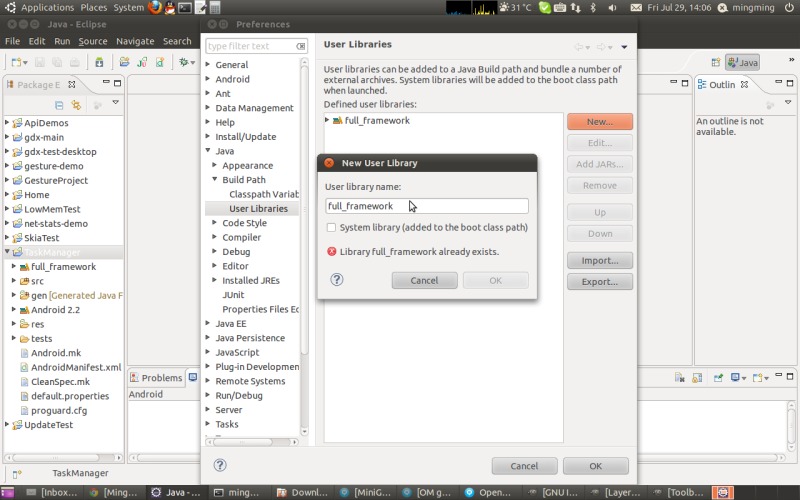 Applications Places System 31 °C Fri Jul 29, 14:06 mingming
Java - Eclipse
Preferences
File Edit Run Source Navigate Search
type filter text
User Libraries
Java
Package E
Outlin
General
Android
Ant
Data Management
Help
Install/Update
Java
Appearance
Build Path
Classpath Variab
User Libraries
Code Style
Compiler
Debug
Editor
Installed JREs
JUnit
Properties Files Ed
Java EE
Java Persistence
JavaScript
Plug-in Developmen
Remote Systems
Run/Debug
Server
Tasks
User libraries can be added to a Java Build path and bundle a number of
external archives. System libraries will be added to the boot class path
when launched.
Defined user libraries:
full_framework
New...
Edit...
Add JARs...
Remove
Up
Down
Import...
Export...
An outline is not
available.
New User Library
User library name:
full_framework
System library (added to the boot class path)
Library full_framework already exists.
Cancel
OK
ApiDemos
gdx-main
gdx-test-desktop
gesture-demo
GestureProject
Home
LowMemTest
net-stats-demo
SkiaTest
TaskManager
full_framework
src
gen [Generated Java F
Android 2.2
res
tests
Android.mk
AndroidManifest.xml
CleanSpec.mk
default.properties
proguard.cfg
UpdateTest
Problems
Android
Cancel
OK
TaskManager
[Inbox... [Ming... Java -... ming... Downl... [MiniG... [OM g... Open... [GNU I... [Layer... [Toolb...